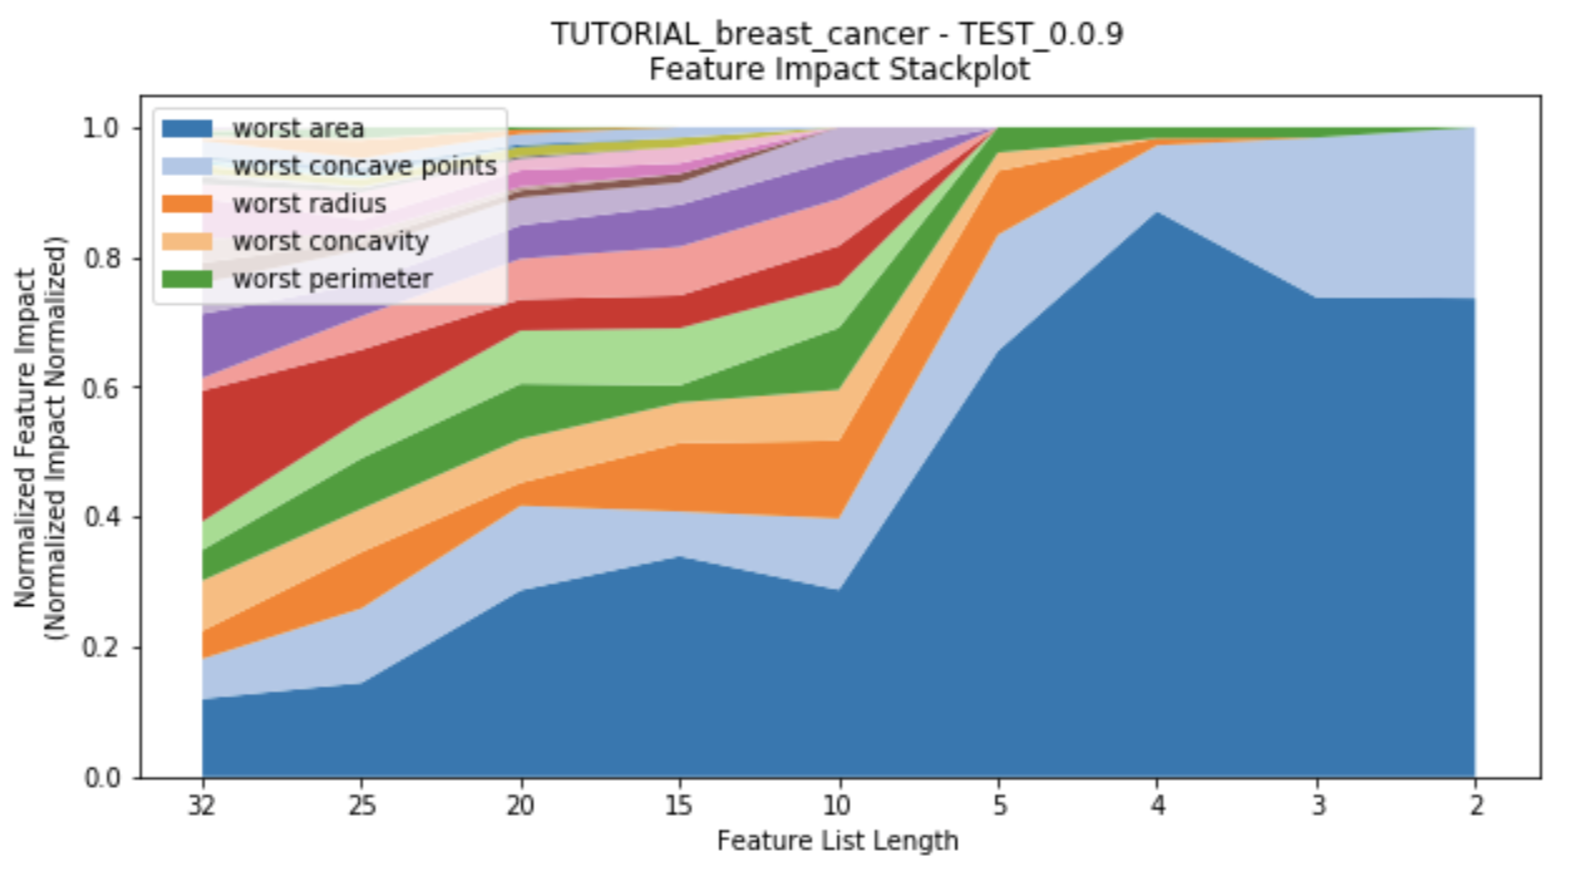 TUTORIAL_breast_cancer - TEST_0.0.9
Feature Impact Stackplot
Normalized Feature Impact
(Normalized Impact Normalized)
1.0
0.8
0.6
0.4
0.2
0.0
worst area
worst concave points
worst radius
worst concavity
worst perimeter
32 25 20 15 10 5 4 3 2
Feature List Length